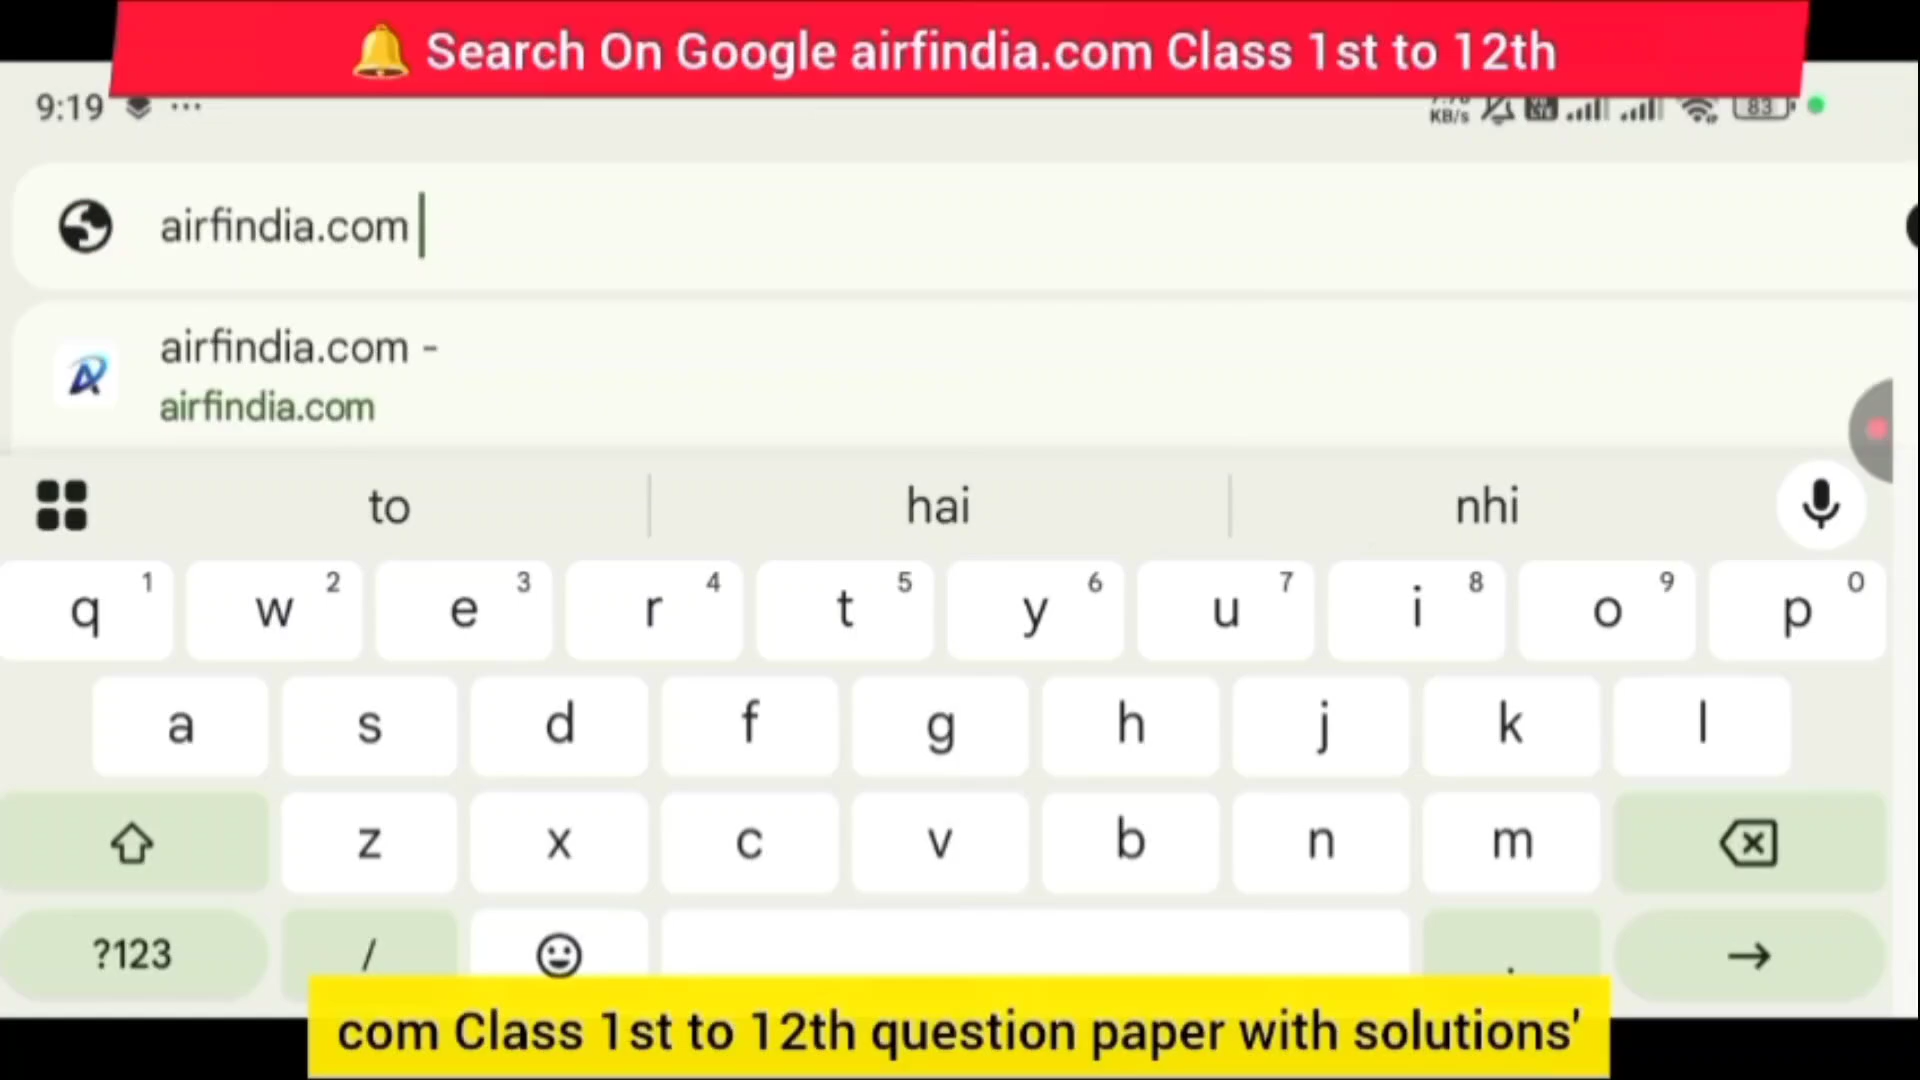 🔔 Search On Google airfindia.com Class 1st to 12th
9:19 ...
KB/s 83
airfindia.com
airfindia.com -
airfindia.com
to hai nhi
q 1 w 2 e 3 r 4 t 5 y 6 u 7 i 8 o 9 p 0
a s d f g h j k l
z x c v b n m
?123 / .
com Class 1st to 12th question paper with solutions'